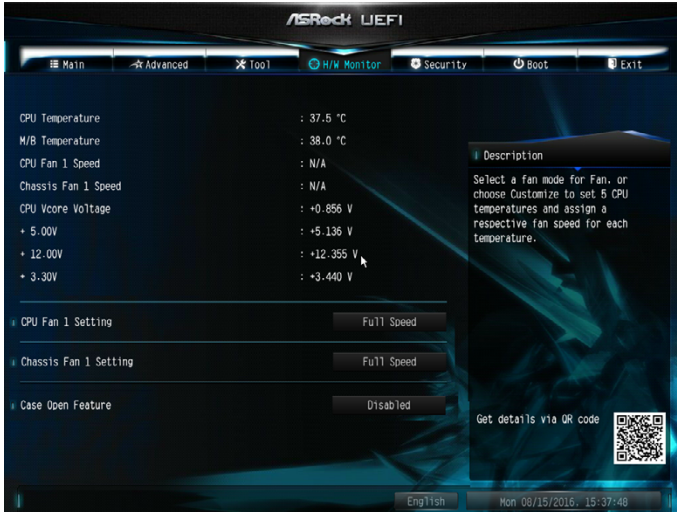 ASRock UEFI
Main Advanced Tool H/W Monitor Security Boot Exit
CPU Temperature : 37.5 °C
M/B Temperature : 38.0 °C
CPU Fan 1 Speed : N/A
Chassis Fan 1 Speed : N/A
CPU Vcore Voltage : +0.856 V
+ 5.00V : +5.136 V
+ 12.00V : +12.355 V
+ 3.30V : +3.440 V
CPU Fan 1 Setting Full Speed
Chassis Fan 1 Setting Full Speed
Case Open Feature Disabled
Description
Select a fan mode for Fan. or
choose Customize to set 5 CPU
temperatures and assign a
respective fan speed for each
temperature.
Get details via QR code
English Mon 08/15/2016. 15:37:48